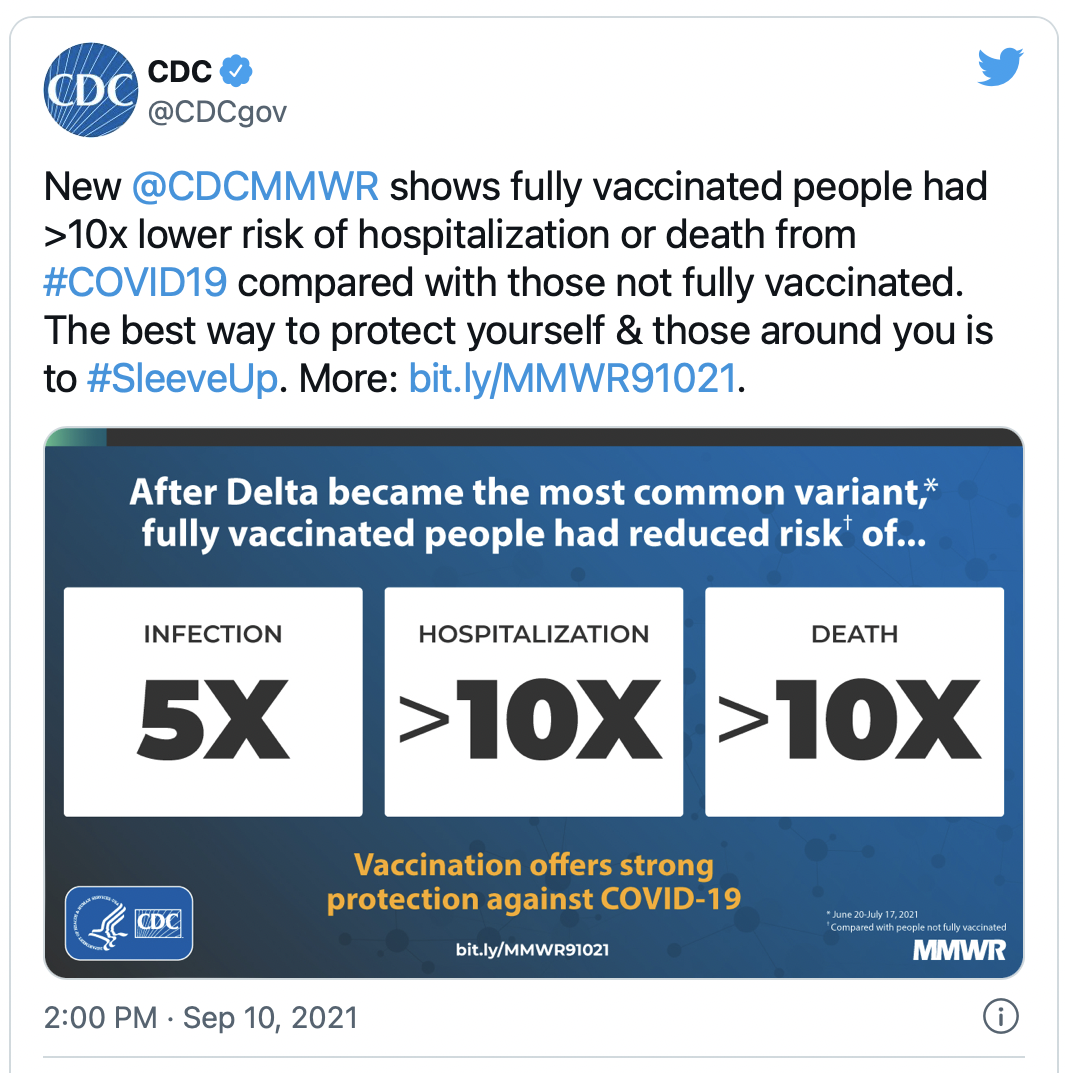 CDC
CDC
@CDCgov
New @CDCMMWR shows fully vaccinated people had
>10x lower risk of hospitalization or death from
#COVID19 compared with those not fully vaccinated.
The best way to protect yourself & those around you is
to #SleeveUp. More: bit.ly/MMWR91021.
After Delta became the most common variant,*
fully vaccinated people had reduced risk† of...
INFECTION
5X
HOSPITALIZATION
>10X
DEATH
>10X
Vaccination offers strong
protection against COVID-19
bit.ly/MMWR91021
CDC
* June 20-July 17, 2021
† Compared with people not fully vaccinated
MMWR
2:00 PM · Sep 10, 2021